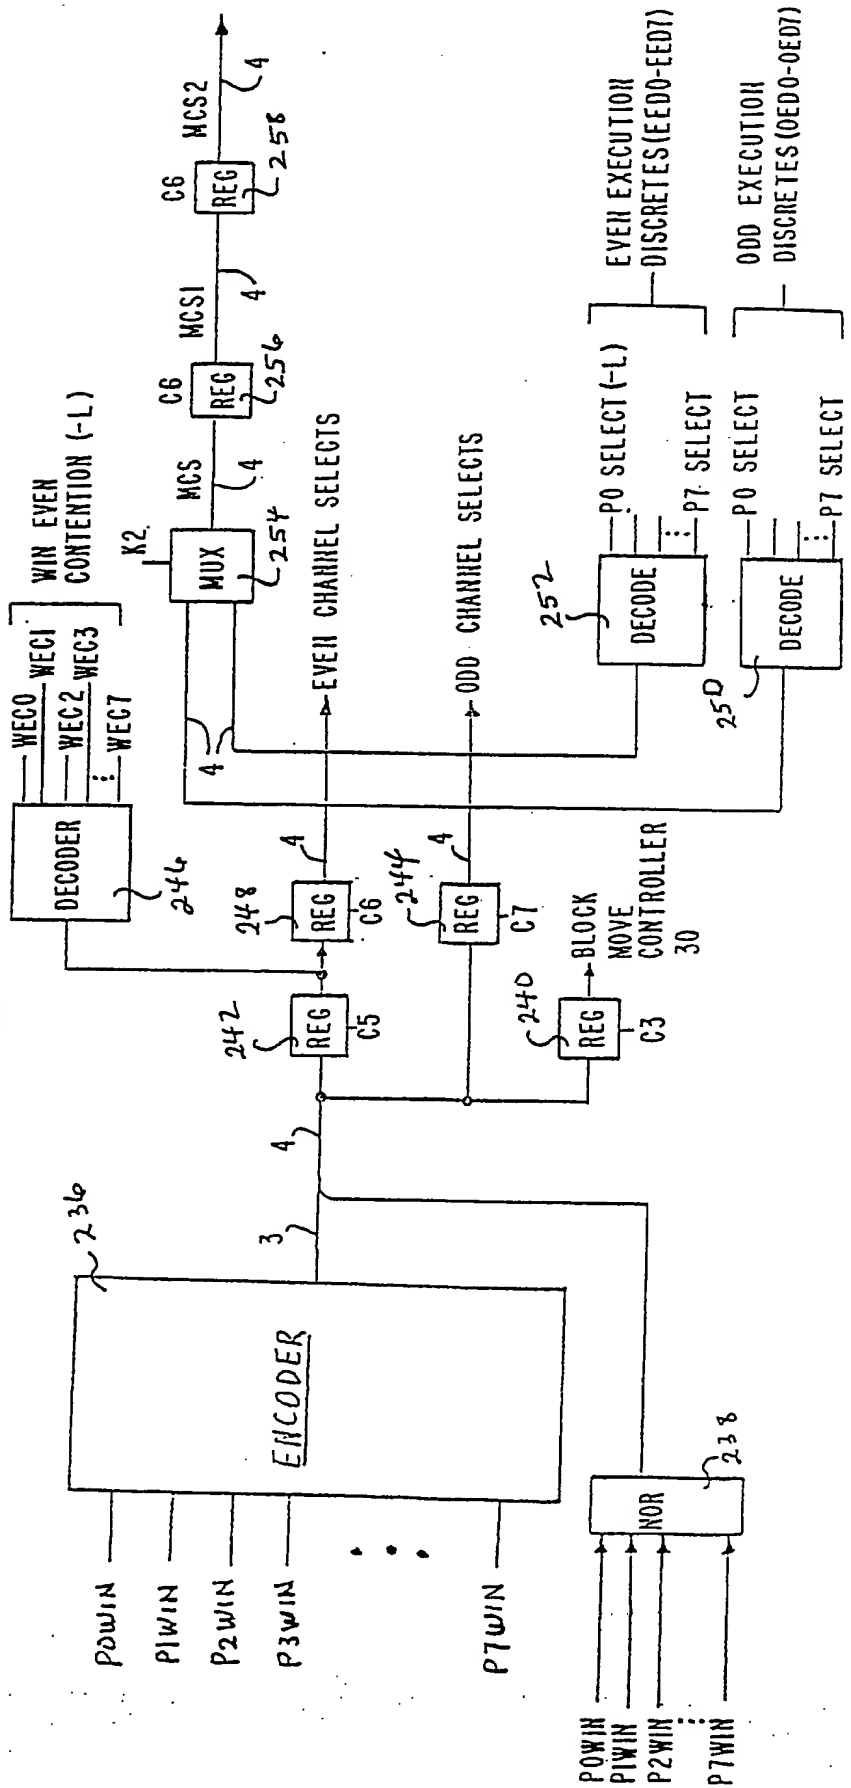 P0WIN
P1WIN
P2WIN
P3WIN
P7WIN
ENCODER
236
P0WIN
P1WIN
P2WIN
P7WIN
NOR
238
3
4
REG
242
C5
REG
240
C3
BLOCK
MOVE
CONTROLLER
30
DECODER
246
WEC0
WEC1
WEC2
WEC3
WEC7
WIN EVEN
CONTENTION (-L)
REG
248
C6
4
EVEN CHANNEL SELECTS
REG
244
C7
4
ODD CHANNEL SELECTS
4
K2
MUX
254
MCS
4
C6
REG
256
MCS1
4
C6
REG
258
MCS2
4
252
DECODE
P0 SELECT (-L)
P7 SELECT
EVEN EXECUTION
DISCRETES (EED0-EED7)
250
DECODE
P0 SELECT
P7 SELECT
ODD EXECUTION
DISCRETES (OED0-OED7)